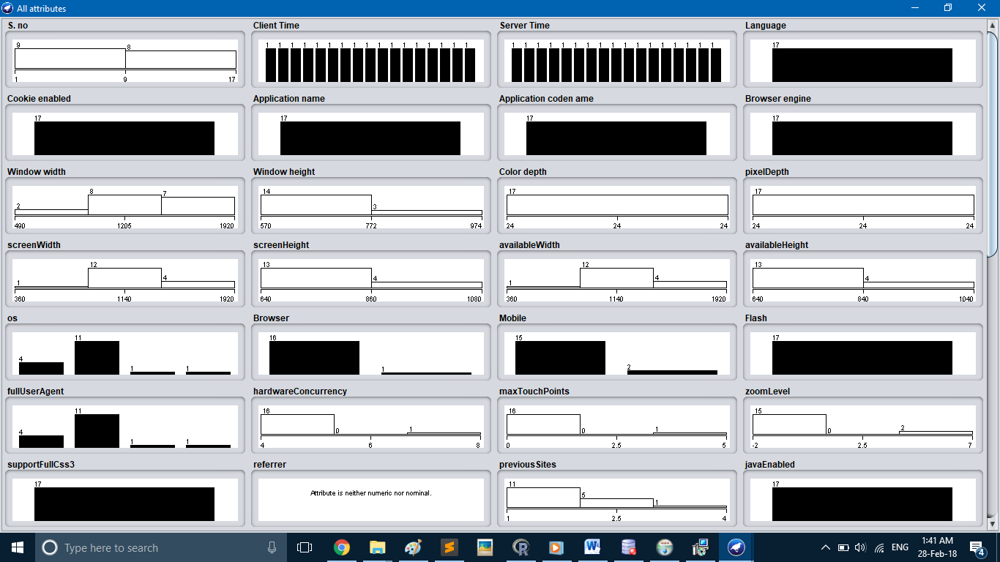 All attributes
S. no Client Time Server Time Language
9 8 1 1 1 1 1 1 1 1 1 1 1 1 1 1 1 1 1 1 1 1 1 1 1 1 1 1 1 1 1 1 1 1 1 1 17
1 9 17
Cookie enabled Application name Application coden ame Browser engine
17 17 17 17
Window width Window height Color depth pixelDepth
2 8 7 14 3 17 17
490 1205 1920 570 772 974 24 24 24 24 24 24
screenWidth screenHeight availableWidth availableHeight
1 12 4 13 4 1 12 4 13 4
360 1140 1920 640 860 1080 360 1140 1920 640 840 1040
os Browser Mobile Flash
4 11 1 1 16 1 15 2 17
fullUserAgent hardwareConcurrency maxTouchPoints zoomLevel
4 11 1 1 16 0 1 16 0 1 15 0 2
4 6 8 0 2.5 5 -2 2.5 7
supportFullCss3 referrer previousSites javaEnabled
17 Attribute is neither numeric nor nominal. 11 5 1 17
1 2.5 4
Type here to search
ENG
1:41 AM
28-Feb-18
4